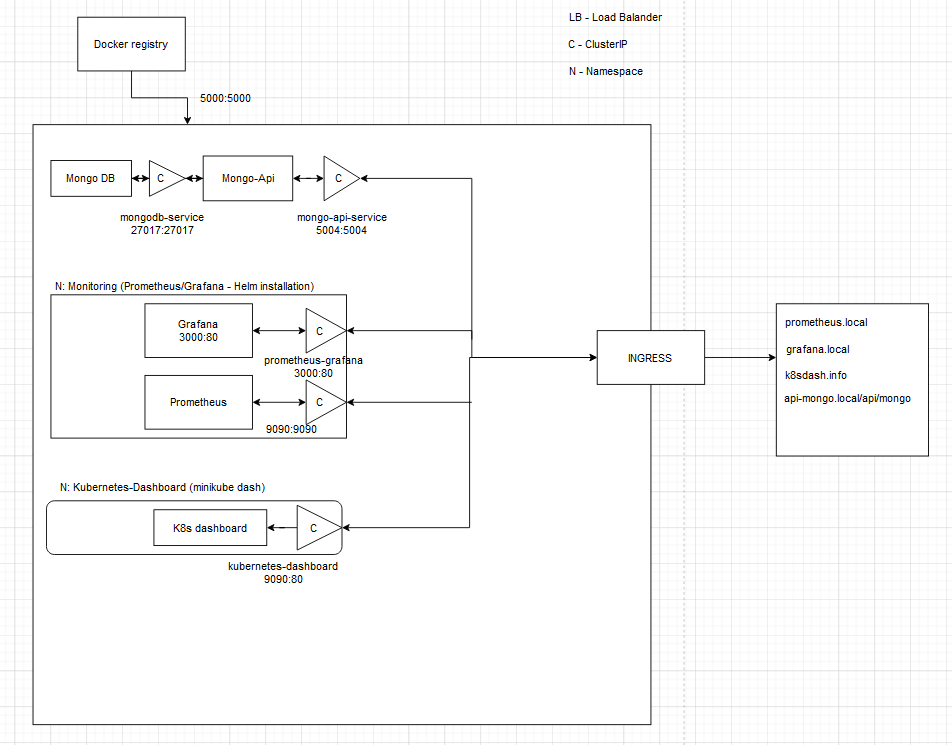 LB - Load Balander
C - ClusterIP
N - Namespace
Docker registry
5000:5000
Mongo DB
C
Mongo-Api
C
mongodb-service
27017:27017
mongo-api-service
5004:5004
N: Monitoring (Prometheus/Grafana - Helm installation)
Grafana
3000:80
C
prometheus-grafana
3000:80
Prometheus
C
9090:9090
INGRESS
prometheus.local
grafana.local
k8sdash.info
api-mongo.local/api/mongo
N: Kubernetes-Dashboard (minikube dash)
K8s dashboard
C
kubernetes-dashboard
9090:80